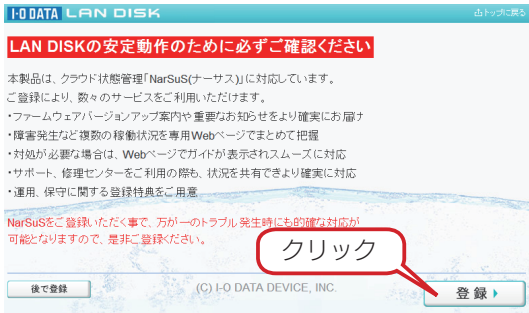 I-O DATA LAN DISK
トップに戻る
LAN DISKの安定動作のために必ずご確認ください
本製品は、クラウド状態管理「NarSuS(ナーサス)」に対応しています。
ご登録により、数々のサービスをご利用いただけます。
・ファームウェアバージョンアップ案内や重要なお知らせをより確実にお届け
・障害発生など複数の稼働状況を専用Webページでまとめて把握
・対処が必要な場合は、Webページでガイドが表示されスムーズに対応
・サポート、修理センターをご利用の際も、状況を共有できより確実に対応
・運用、保守に関する登録特典をご用意
NarSuSをご登録いただく事で、万が一のトラブル発生時にも的確な対応が
可能となりますので、是非ご登録ください。
クリック
後で登録
(C) I-O DATA DEVICE, INC.
登録